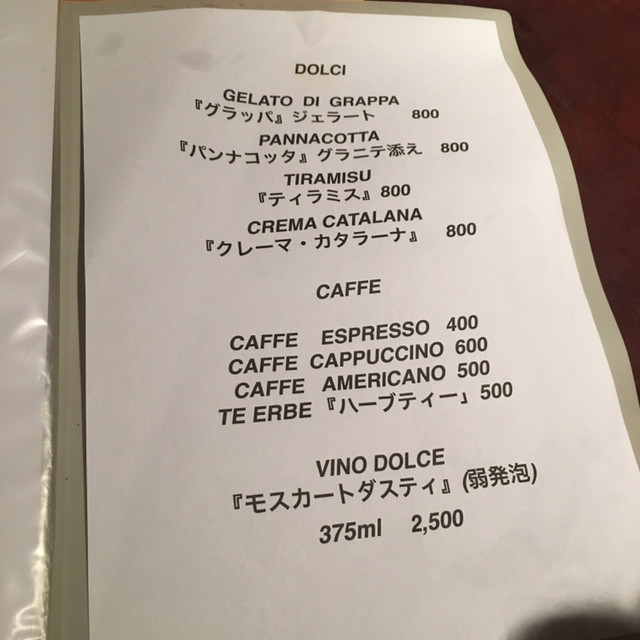 DOLCI
GELATO DI GRAPPA
『グラッパ』ジェラート 800
PANNACOTTA
『パンナコッタ』グラニテ添え 800
TIRAMISU
『ティラミス』800
CREMA CATALANA
『クレーマ・カタラーナ』 800
CAFFE
CAFFE ESPRESSO 400
CAFFE CAPPUCCINO 600
CAFFE AMERICANO 500
TE ERBE『ハーブティー」500
VINO DOLCE
『モスカートダスティ』(弱発泡)
375ml 2,500